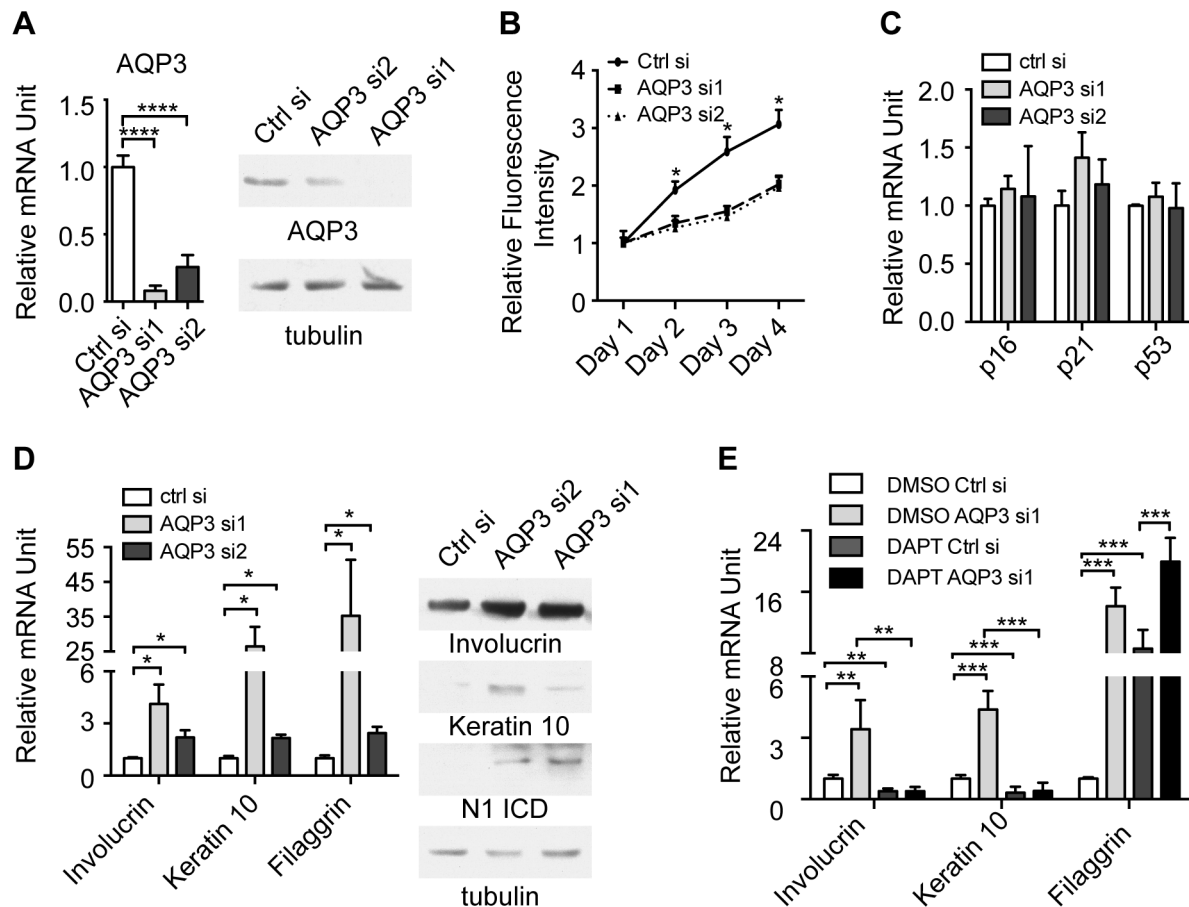 A
AQP3
Relative mRNA Unit
1.5
1.0
0.5
0.0
****
****
Ctrl si
AQP3 si1
AQP3 si2
Ctrl si
AQP3 si2
AQP3 si1
AQP3
tubulin
B
Ctrl si
AQP3 si1
AQP3 si2
Relative Fluorescence
Intensity
4
3
2
1
0
*
*
*
Day 1
Day 2
Day 3
Day 4
C
ctrl si
AQP3 si1
AQP3 si2
Relative mRNA Unit
2.0
1.5
1.0
0.5
0.0
p16
p21
p53
D
ctrl si
AQP3 si1
AQP3 si2
Relative mRNA Unit
55
45
35
25
6
3
0
*
*
*
*
*
*
Involucrin
Keratin 10
Filaggrin
Ctrl si
AQP3 si2
AQP3 si1
Involucrin
Keratin 10
N1 ICD
tubulin
E
DMSO Ctrl si
DMSO AQP3 si1
DAPT Ctrl si
DAPT AQP3 si1
Relative mRNA Unit
24
16
8
6
3
0
**
**
**
***
***
***
***
***
***
Involucrin
Keratin 10
Filaggrin